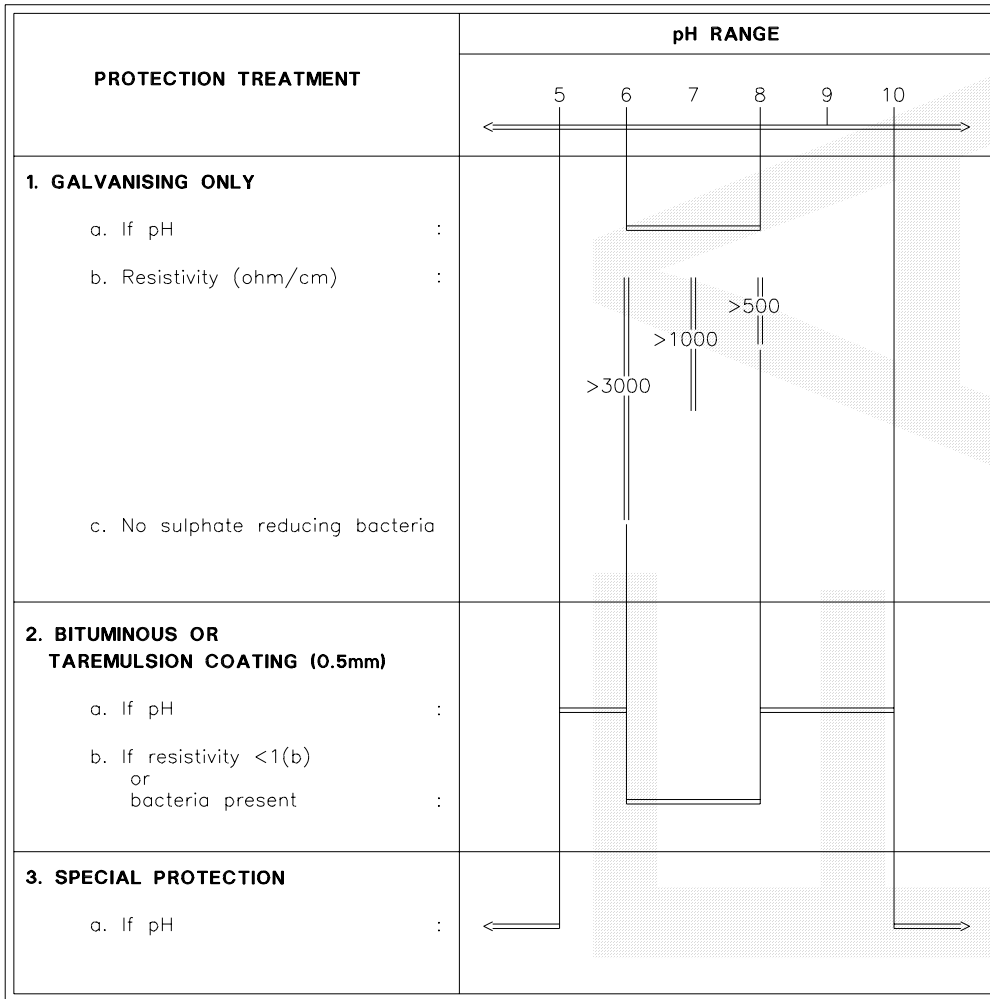 PROTECTION TREATMENT
pH RANGE
5 6 7 8 9 10
1. GALVANISING ONLY
a. If pH :
b. Resistivity (ohm/cm) :
>500
>1000
>3000
c. No sulphate reducing bacteria
2. BITUMINOUS OR
TAREMULSION COATING (0.5mm)
a. If pH :
b. If resistivity <1(b)
or
bacteria present :
3. SPECIAL PROTECTION
a. If pH :